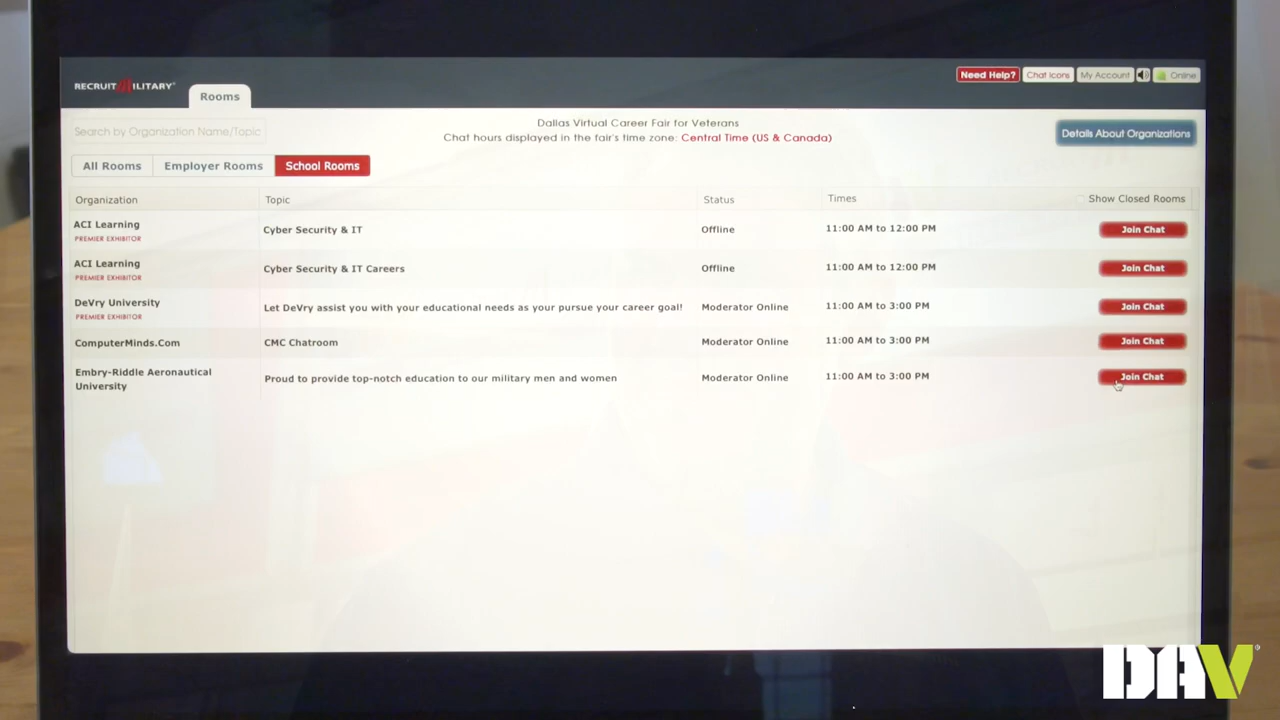 RECRUITMILITARY
Rooms
Need Help?
Chat Icons
My Account
Online
Search by Organization Name/Topic
Dallas Virtual Career Fair for Veterans
Chat hours displayed in the fair's time zone: Central Time (US & Canada)
Details About Organizations
All Rooms
Employer Rooms
School Rooms
Organization
Topic
Status
Times
Show Closed Rooms
ACI Learning
PREMIER EXHIBITOR
Cyber Security & IT
Offline
11:00 AM to 12:00 PM
Join Chat
ACI Learning
PREMIER EXHIBITOR
Cyber Security & IT Careers
Offline
11:00 AM to 12:00 PM
Join Chat
DeVry University
PREMIER EXHIBITOR
Let DeVry assist you with your educational needs as your pursue your career goal!
Moderator Online
11:00 AM to 3:00 PM
Join Chat
ComputerMinds.Com
CMC Chatroom
Moderator Online
11:00 AM to 3:00 PM
Join Chat
Embry-Riddle Aeronautical
University
Proud to provide top-notch education to our military men and women
Moderator Online
11:00 AM to 3:00 PM
Join Chat
DAV®